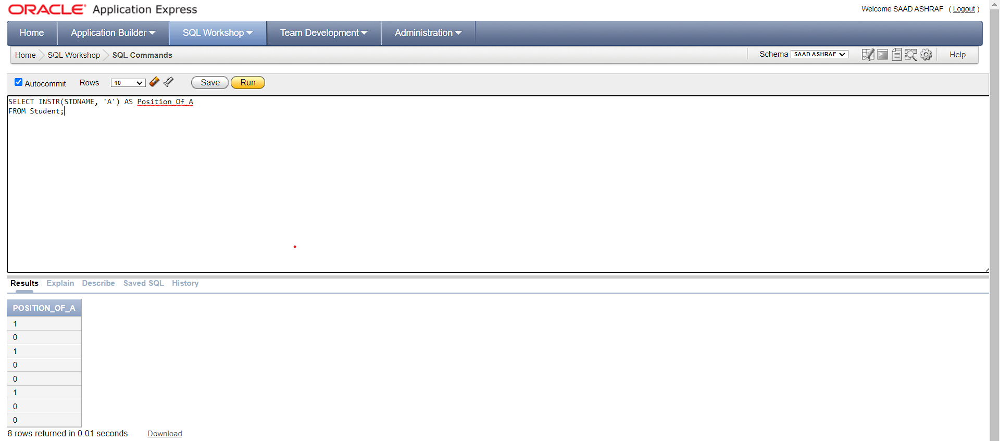 ORACLE® Application Express
Welcome SAAD ASHRAF ( Logout )
Home Application Builder SQL Workshop Team Development Administration
Home SQL Workshop SQL Commands Schema SAAD ASHRAF Help
Autocommit Rows 10 Save Run
SELECT INSTR(STDNAME, 'A') AS Position_Of_A
FROM Student;
Results Explain Describe Saved SQL History
POSITION_OF_A
1
0
1
0
0
1
0
0
8 rows returned in 0.01 seconds Download